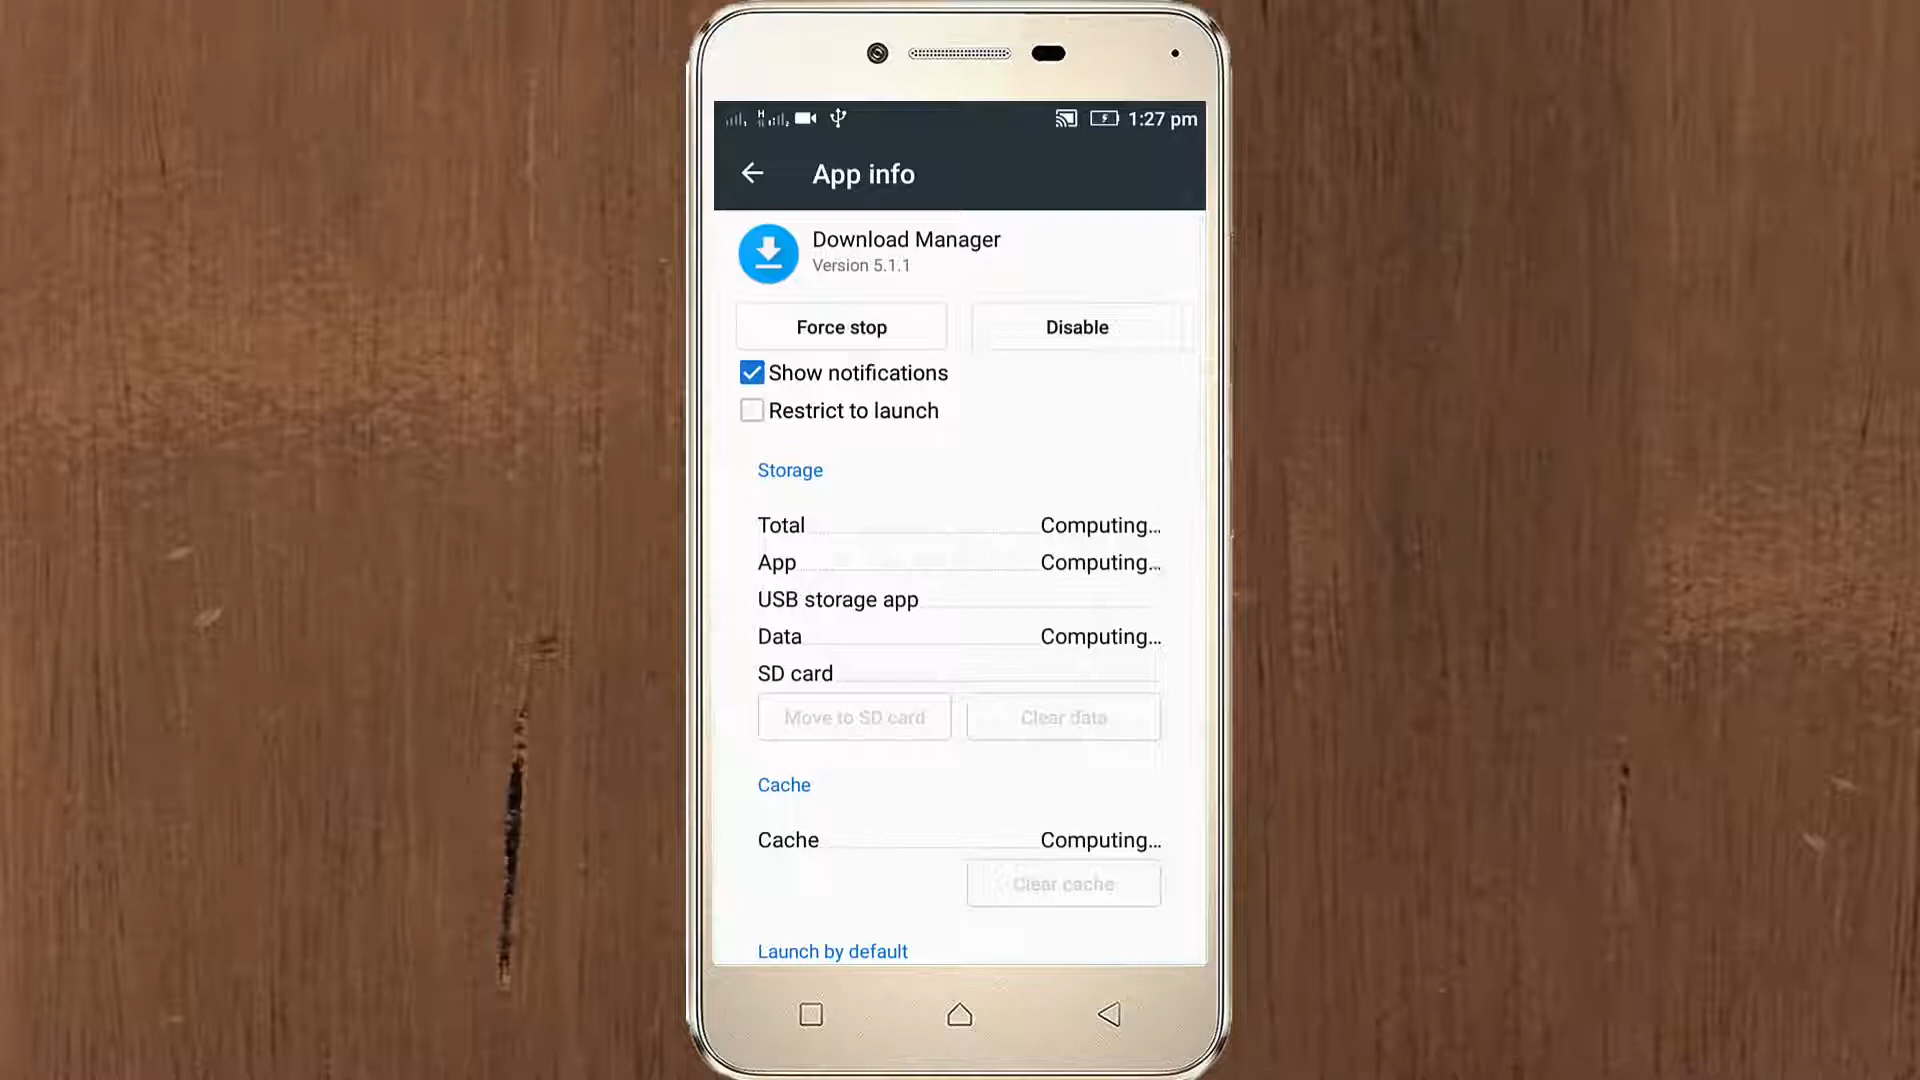 H
1:27 pm
App info
Download Manager
Version 5.1.1
Force stop
Disable
Show notifications
Restrict to launch
Storage
Total
Computing...
App
Computing...
USB storage app
Data
Computing...
SD card
Move to SD card
Clear data
Cache
Cache
Computing...
Clear cache
Launch by default